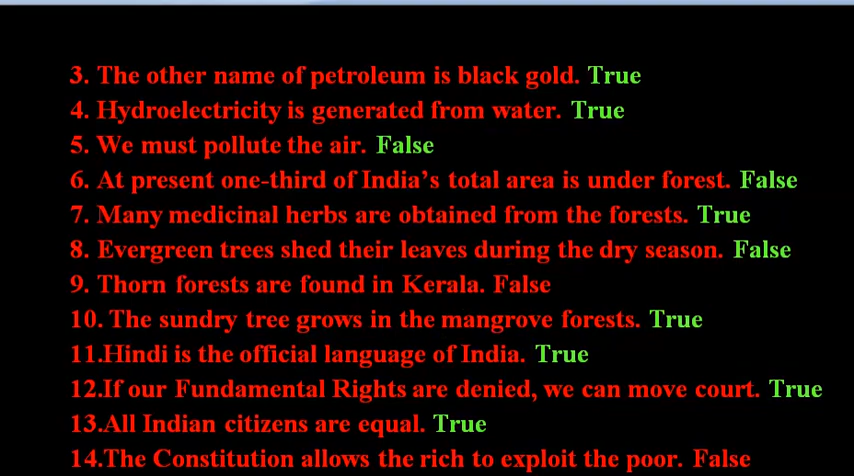 3. The other name of petroleum is black gold. True
4. Hydroelectricity is generated from water. True
5. We must pollute the air. False
6. At present one-third of India’s total area is under forest. False
7. Many medicinal herbs are obtained from the forests. True
8. Evergreen trees shed their leaves during the dry season. False
9. Thorn forests are found in Kerala. False
10. The sundry tree grows in the mangrove forests. True
11.Hindi is the official language of India. True
12.If our Fundamental Rights are denied, we can move court. True
13.All Indian citizens are equal. True
14.The Constitution allows the rich to exploit the poor. False